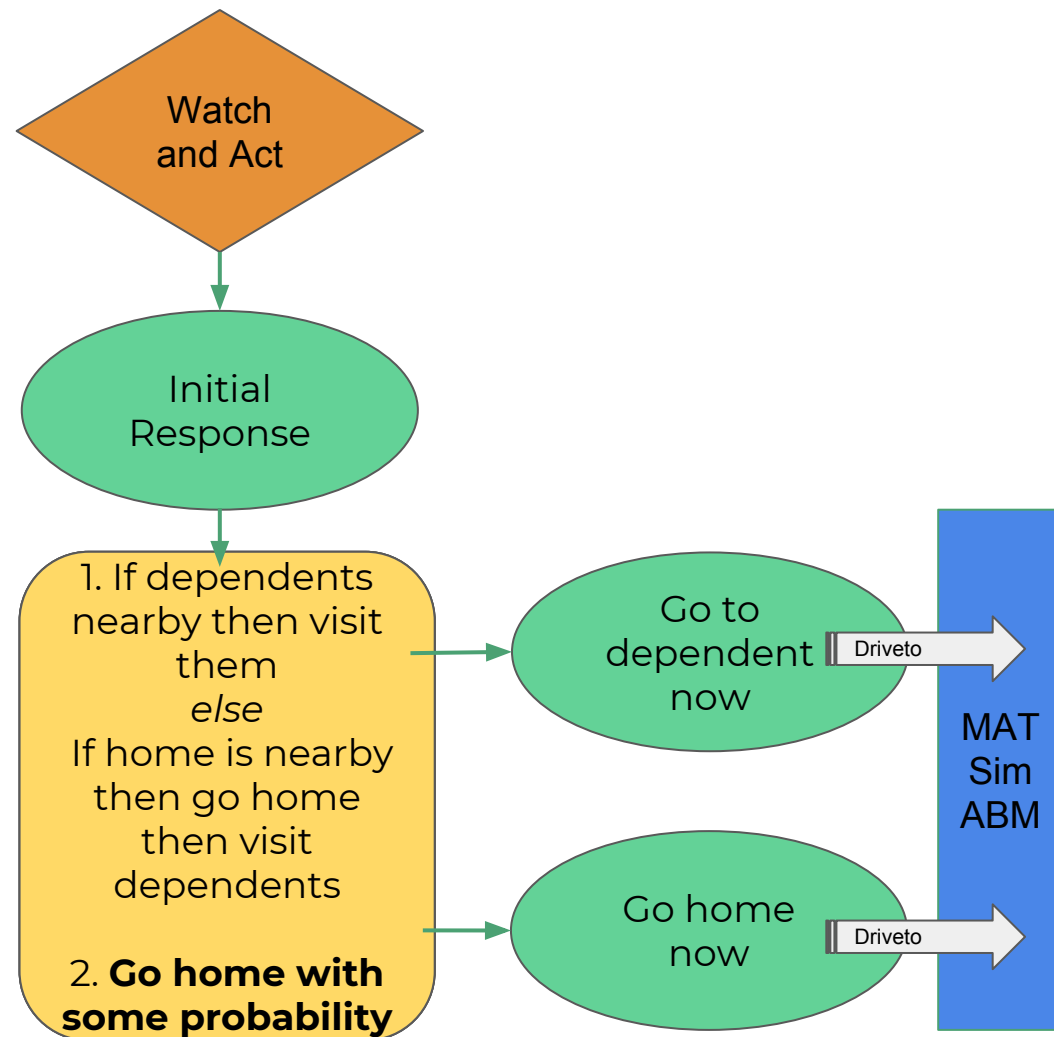 Watch
and Act
Initial
Response
1. If dependents
nearby then visit
them
else
If home is nearby
then go home
then visit
dependents
2. Go home with
some probability
Go to
dependent
now
Driveto
Go home
now
Driveto
MAT
Sim
ABM